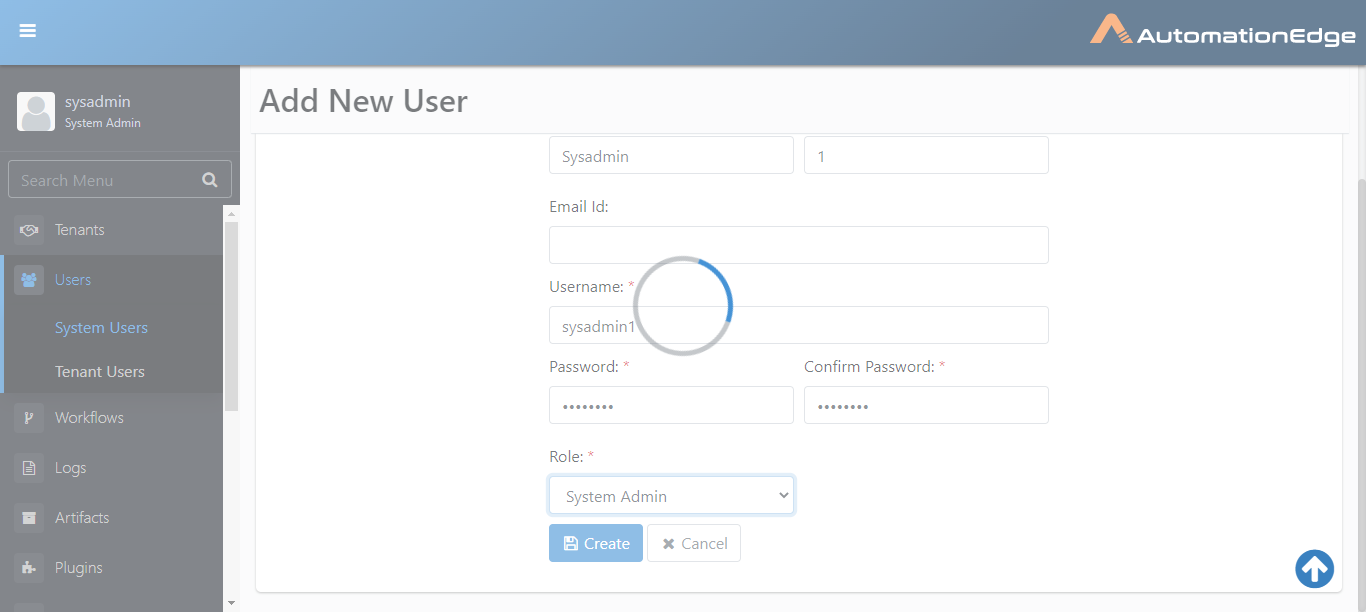 AutomationEdge
sysadmin
System Admin
Search Menu
Tenants
Users
System Users
Tenant Users
Workflows
Logs
Artifacts
Plugins
Add New User
Sysadmin 1
Email Id:
Username: *
sysadmin1
Password: * Confirm Password: *
•••••••• ••••••••
Role: *
System Admin
Create Cancel